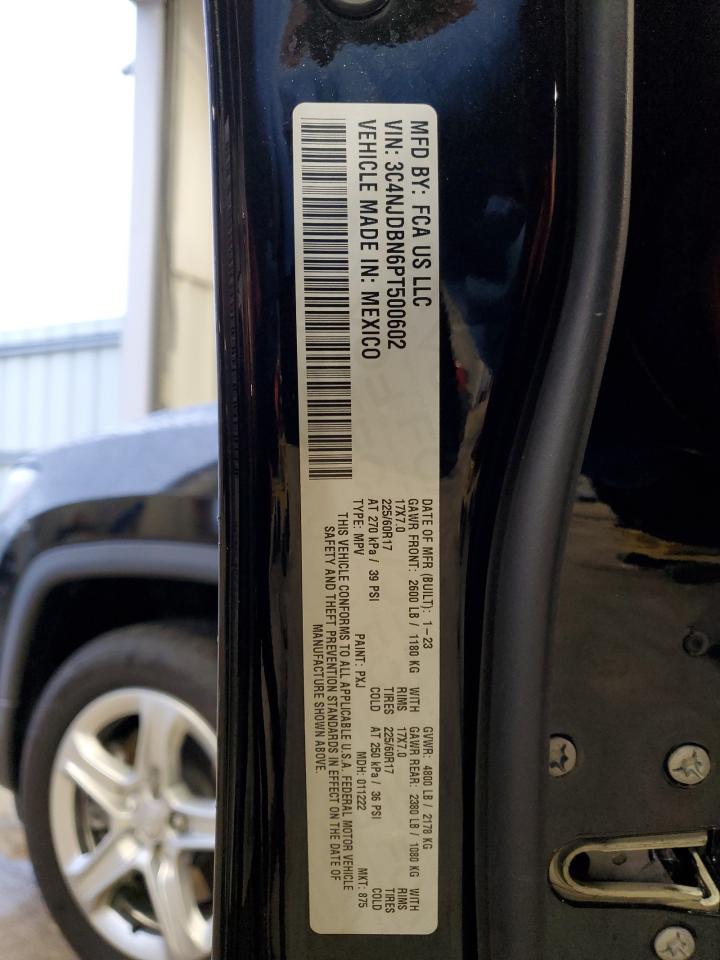 MFD BY: FCA US LLC
VIN: 3C4NJDBN6PT500602
VEHICLE MADE IN: MEXICO
DATE OF MFR (BUILT): 1-23 GVWR: 4800 LB / 2178 KG
GAWR FRONT: 2600 LB / 1180 KG WITH GAWR REAR: 2380 LB / 1080 KG WITH
17X7.0 RIMS 17X7.0 RIMS
225/60R17 TIRES 225/60R17 TIRES
AT 270 kPa / 39 PSI COLD AT 250 kPa / 36 PSI COLD
TYPE: MPV PAINT: PXJ MDH: 011222 MKT: 875
THIS VEHICLE CONFORMS TO ALL APPLICABLE U.S.A. FEDERAL MOTOR VEHICLE
SAFETY AND THEFT PREVENTION STANDARDS IN EFFECT ON THE DATE OF
MANUFACTURE SHOWN ABOVE.